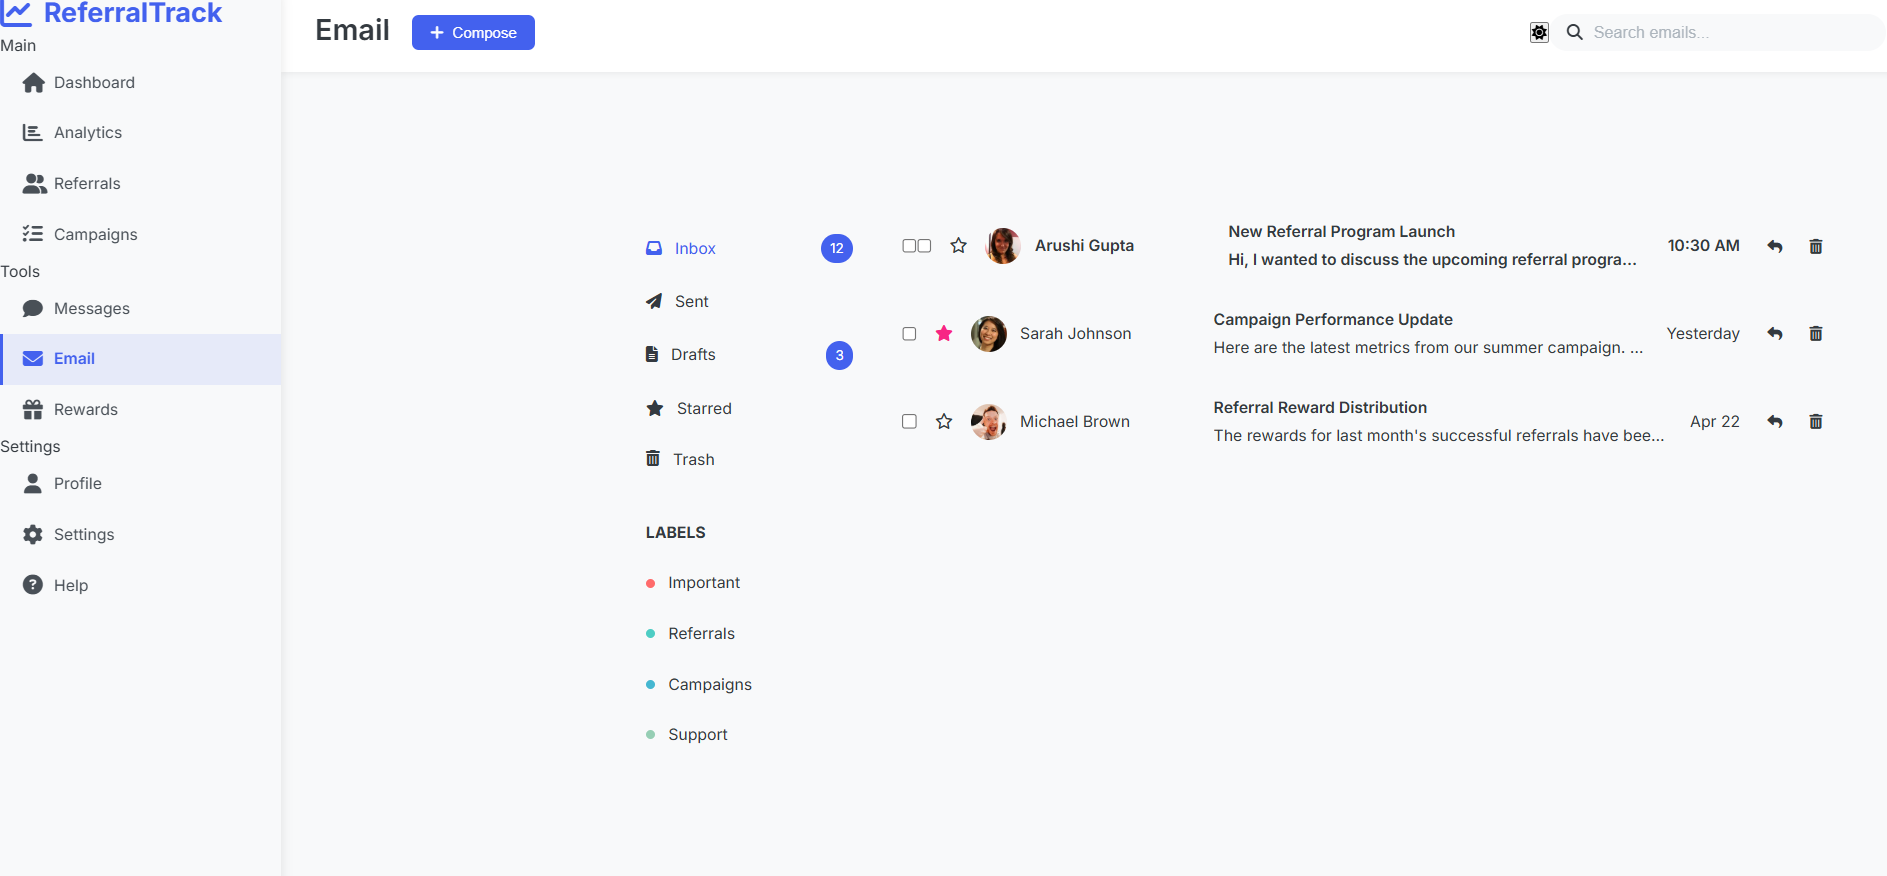 ReferralTrack
Main
Dashboard
Analytics
Referrals
Campaigns
Tools
Messages
Email
Rewards
Settings
Profile
Settings
Help
Email
Compose
Search emails...
Inbox 12
Sent
Drafts 3
Starred
Trash
LABELS
Important
Referrals
Campaigns
Support
Arushi Gupta
New Referral Program Launch
Hi, I wanted to discuss the upcoming referral progra...
10:30 AM
Sarah Johnson
Campaign Performance Update
Here are the latest metrics from our summer campaign. ...
Yesterday
Michael Brown
Referral Reward Distribution
The rewards for last month's successful referrals have bee...
Apr 22